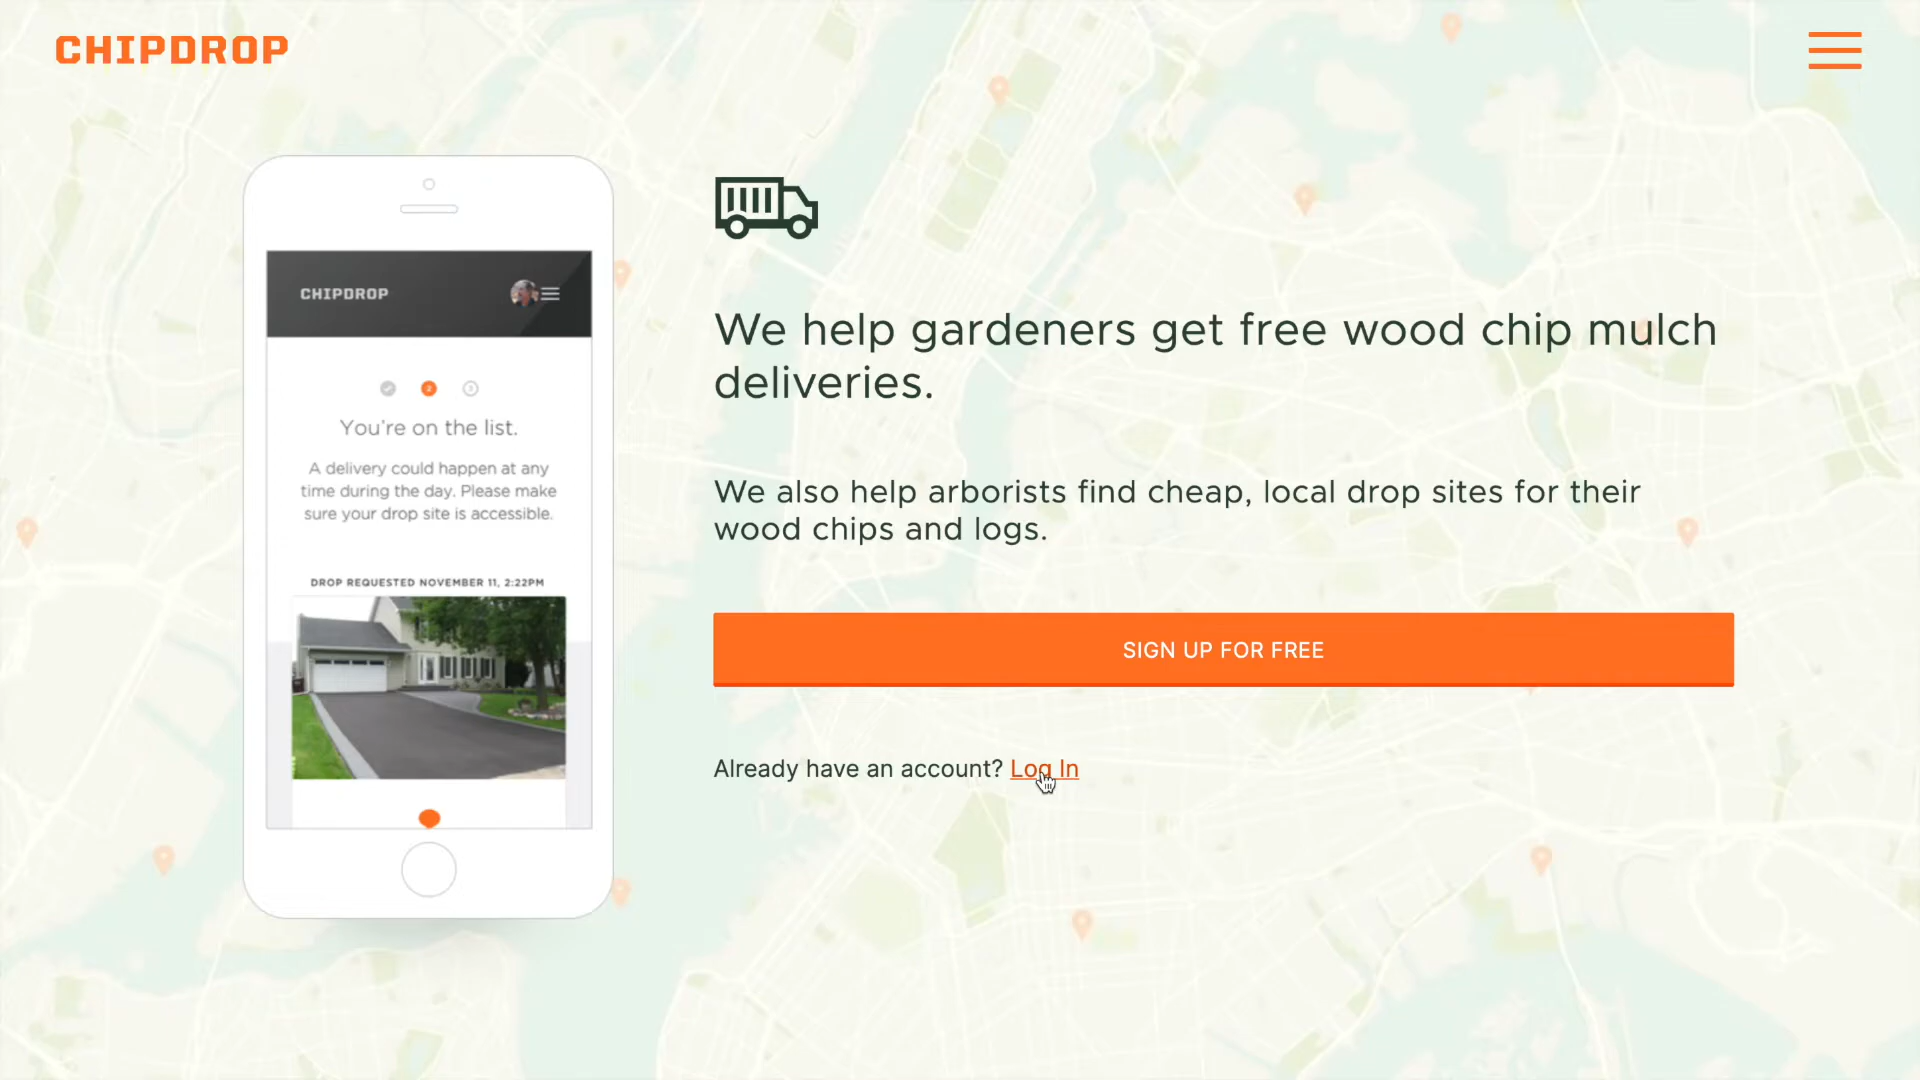 CHIPDROP
CHIPDROP
You're on the list.
A delivery could happen at any
time during the day. Please make
sure your drop site is accessible.
DROP REQUESTED NOVEMBER 11, 2:22PM
We help gardeners get free wood chip mulch
deliveries.
We also help arborists find cheap, local drop sites for their
wood chips and logs.
SIGN UP FOR FREE
Already have an account? Log In